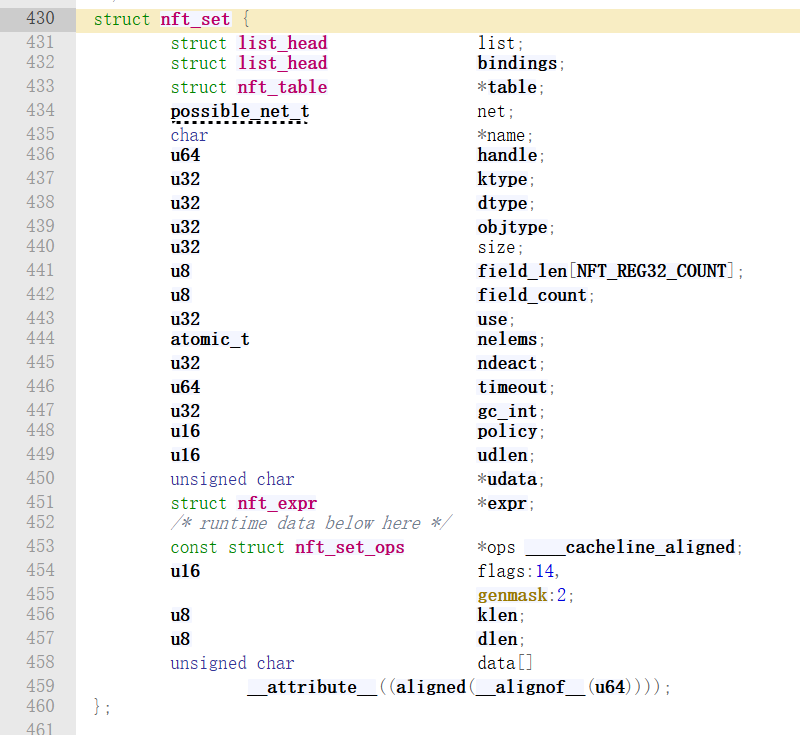 430 struct nft_set {
431 struct list_head list;
432 struct list_head bindings;
433 struct nft_table *table;
434 possible_net_t net;
435 char *name;
436 u64 handle;
437 u32 ktype;
438 u32 dtype;
439 u32 objtype;
440 u32 size;
441 u8 field_len[NFT_REG32_COUNT];
442 u8 field_count;
443 u32 use;
444 atomic_t nelems;
445 u32 ndeact;
446 u64 timeout;
447 u32 gc_int;
448 u16 policy;
449 u16 udlen;
450 unsigned char *udata;
451 struct nft_expr *expr;
452 /* runtime data below here */
453 const struct nft_set_ops *ops ____cacheline_aligned;
454 u16 flags:14,
455 genmask:2;
456 u8 klen;
457 u8 dlen;
458 unsigned char data[]
459 __attribute__((aligned(__alignof__(u64))));
460 };
461